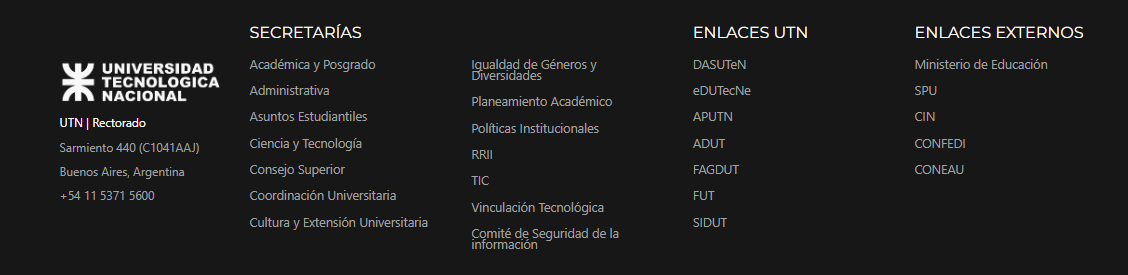 UNIVERSIDAD
TECNOLOGICA
NACIONAL
UTN | Rectorado
Sarmiento 440 (C1041AAJ)
Buenos Aires, Argentina
+54 11 5371 5600
SECRETARÍAS
Académica y Posgrado
Administrativa
Asuntos Estudiantiles
Ciencia y Tecnología
Consejo Superior
Coordinación Universitaria
Cultura y Extensión Universitaria
Igualdad de Géneros y
Diversidades
Planeamiento Académico
Políticas Institucionales
RRII
TIC
Vinculación Tecnológica
Comité de Seguridad de la
información
ENLACES UTN
DASUTeN
eDUTecNe
APUTN
ADUT
FAGDUT
FUT
SIDUT
ENLACES EXTERNOS
Ministerio de Educación
SPU
CIN
CONFEDI
CONEAU